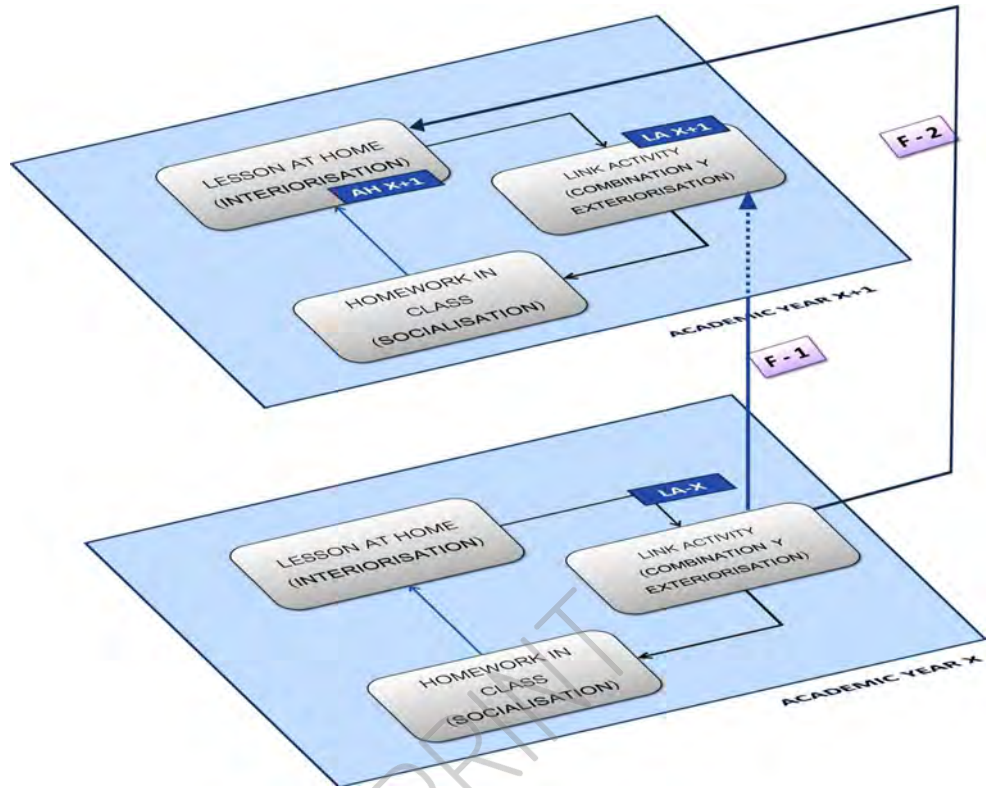 LESSON AT HOME
(INTERIORISATION)
AH X+1
LA X+1
LINK ACTIVITY
(COMBINATION Y
EXTERIORISATION)
HOMEWORK IN
CLASS
(SOCIALISATION)
ACADEMIC YEAR X+1
F - 2
F - 1
LESSON AT HOME
(INTERIORISATION)
LA-X
LINK ACTIVITY
(COMBINATION Y
EXTERIORISATION)
HOMEWORK IN
CLASS
(SOCIALISATION)
ACADEMIC YEAR X
PRINT